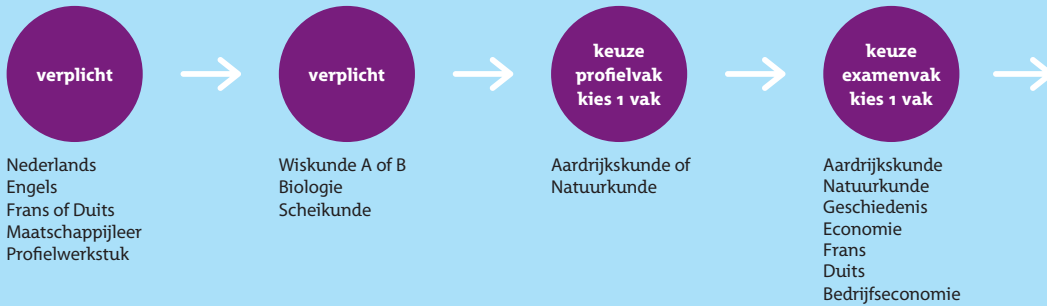 verplicht
Nederlands
Engels
Frans of Duits
Maatschappijleer
Profielwerkstuk
verplicht
Wiskunde A of B
Biologie
Scheikunde
keuze
profielvak
kies 1 vak
Aardrijkskunde of
Natuurkunde
keuze
examenvak
kies 1 vak
Aardrijkskunde
Natuurkunde
Geschiedenis
Economie
Frans
Duits
Bedrijfseconomie